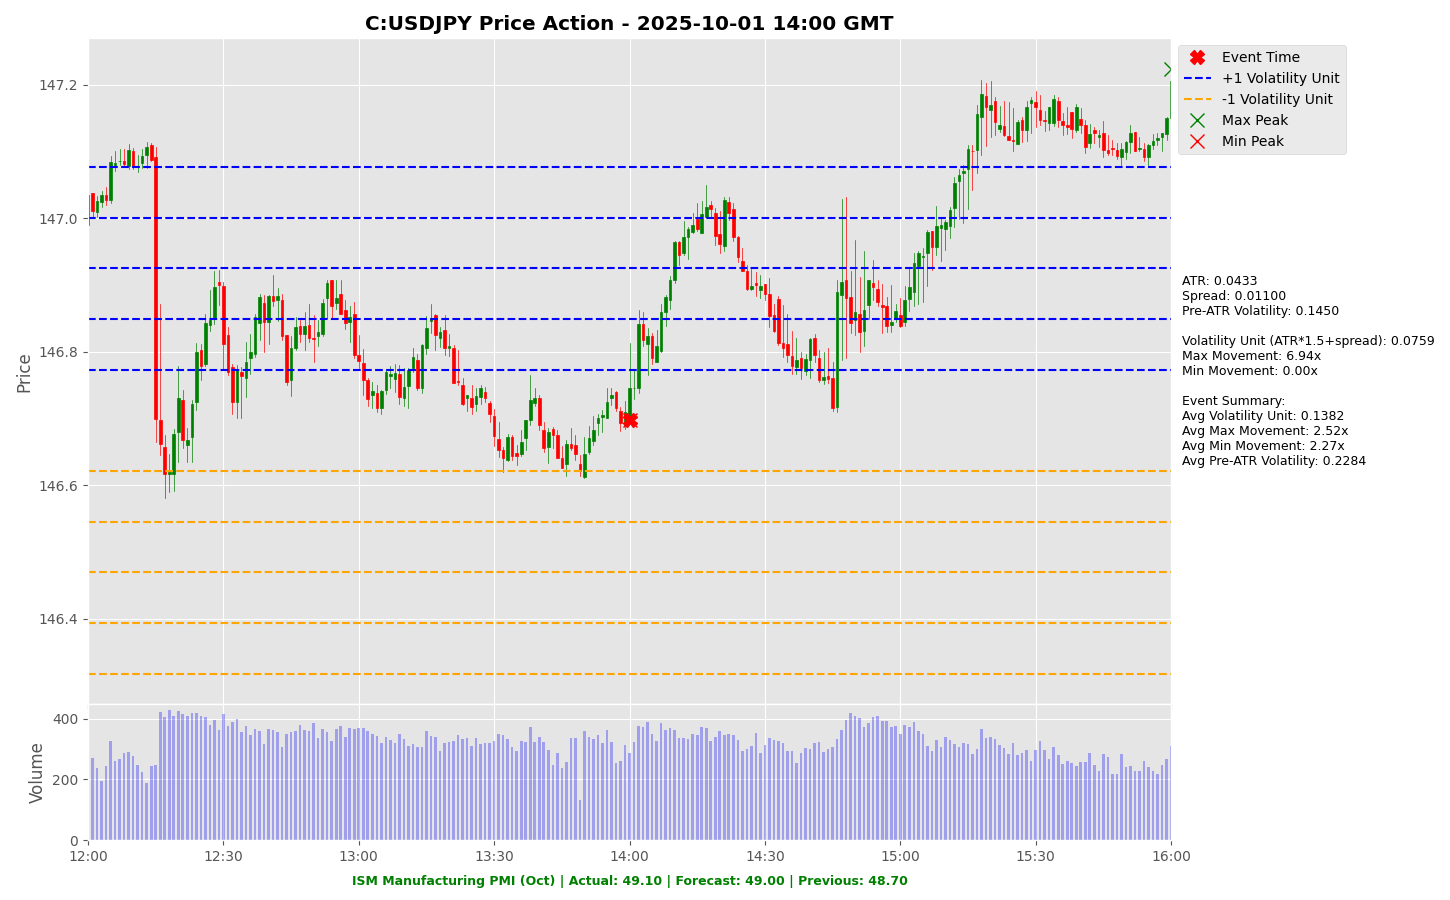 C:USDJPY Price Action - 2025-10-01 14:00 GMT
Event Time
+1 Volatility Unit
-1 Volatility Unit
Max Peak
Min Peak
147.2
147.0
146.8
146.6
146.4
Price
ATR: 0.0433
Spread: 0.01100
Pre-ATR Volatility: 0.1450
Volatility Unit (ATR*1.5+spread): 0.0759
Max Movement: 6.94x
Min Movement: 0.00x
Event Summary:
Avg Volatility Unit: 0.1382
Avg Max Movement: 2.52x
Avg Min Movement: 2.27x
Avg Pre-ATR Volatility: 0.2284
400
200
0
Volume
12:00 12:30 13:00 13:30 14:00 14:30 15:00 15:30 16:00
ISM Manufacturing PMI (Oct) | Actual: 49.10 | Forecast: 49.00 | Previous: 48.70